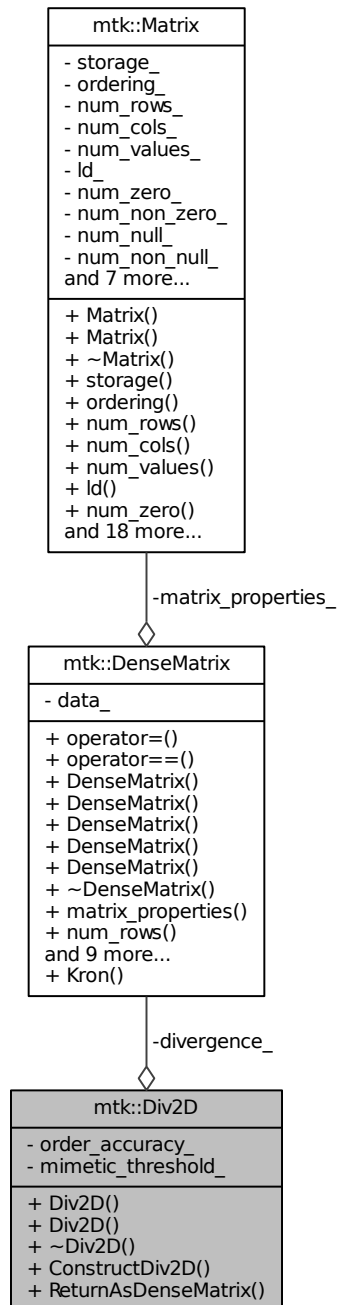 mtk::Matrix
- storage_
- ordering_
- num_rows_
- num_cols_
- num_values_
- ld_
- num_zero_
- num_non_zero_
- num_null_
- num_non_null_
and 7 more...
+ Matrix()
+ Matrix()
+ ~Matrix()
+ storage()
+ ordering()
+ num_rows()
+ num_cols()
+ num_values()
+ ld()
+ num_zero()
and 18 more...
-matrix_properties_
mtk::DenseMatrix
- data_
+ operator=()
+ operator==()
+ DenseMatrix()
+ DenseMatrix()
+ DenseMatrix()
+ DenseMatrix()
+ DenseMatrix()
+ ~DenseMatrix()
+ matrix_properties()
+ num_rows()
and 9 more...
+ Kron()
-divergence_
mtk::Div2D
- order_accuracy_
- mimetic_threshold_
+ Div2D()
+ Div2D()
+ ~Div2D()
+ ConstructDiv2D()
+ ReturnAsDenseMatrix()